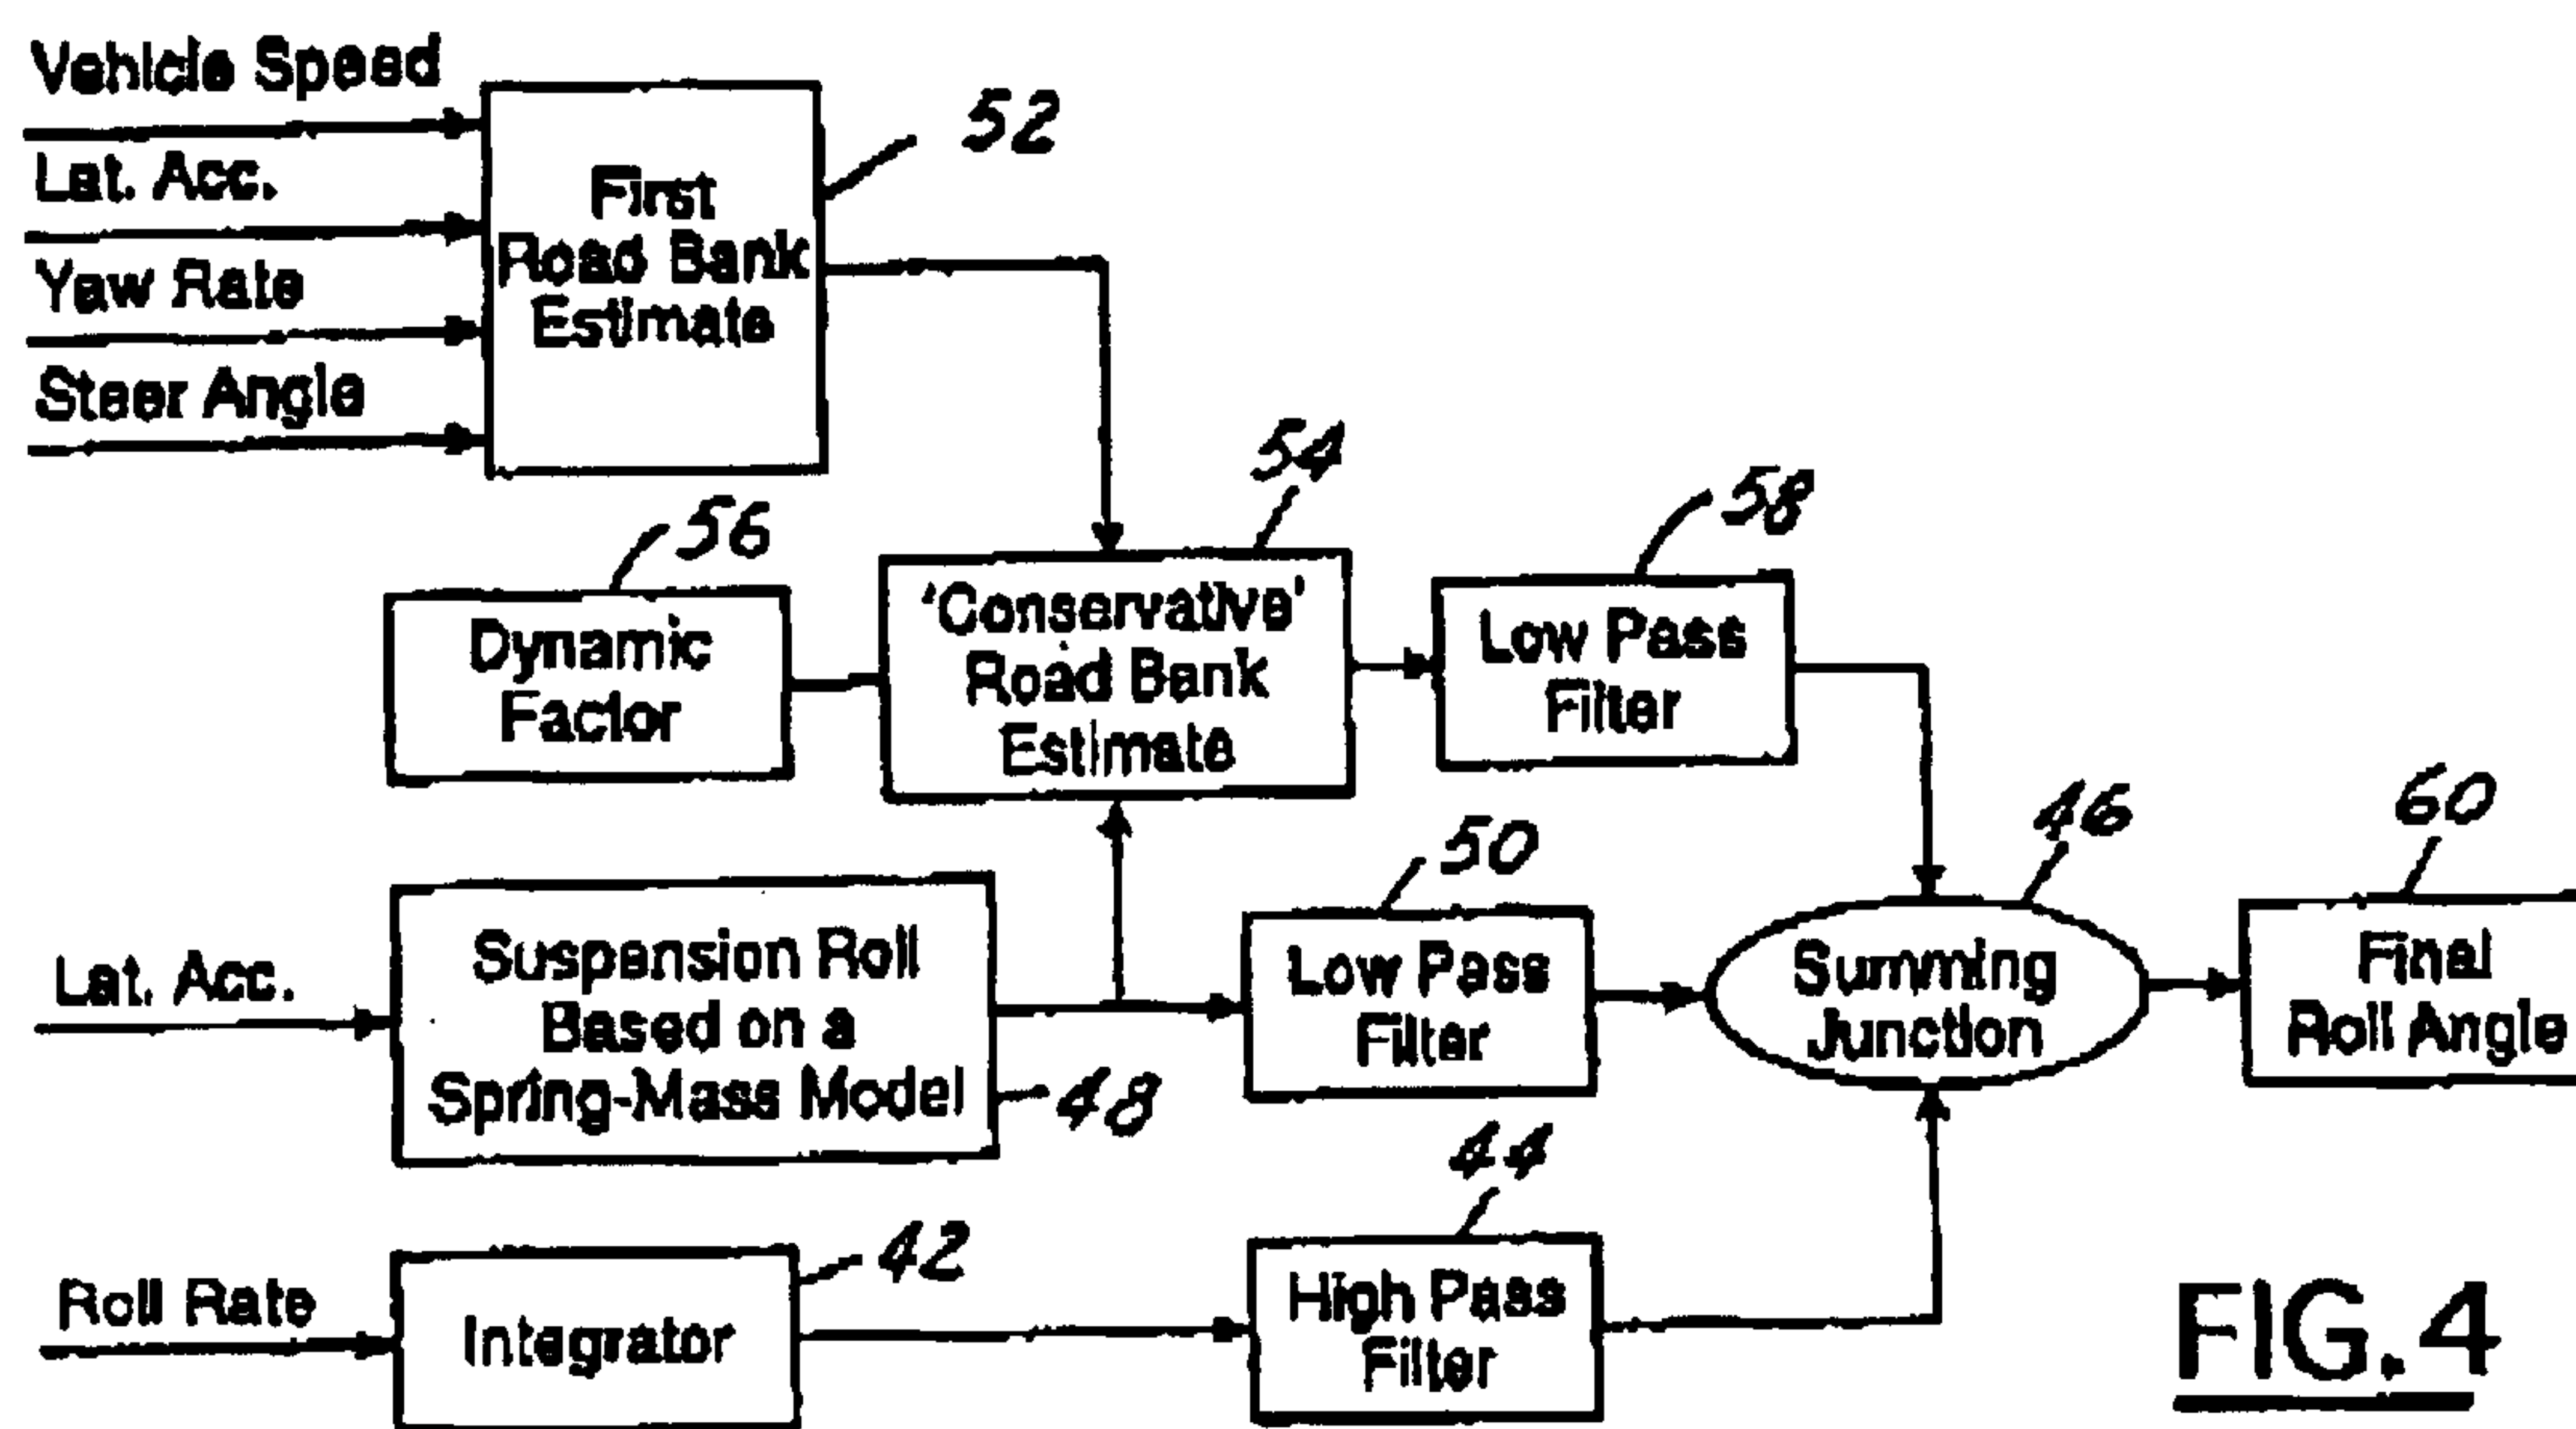 Vehicle Speed
Lat. Acc.
Yaw Rate
Steer Angle
First
Road Bank
Estimate
52
56
Dynamic
Factor
54
'Conservative'
Road Bank
Estimate
58
Low Pass
Filter
Lat. Acc.
Suspension Roll
Based on a
Spring-Mass Model
48
50
Low Pass
Filter
46
Summing
Junction
60
Final
Roll Angle
Roll Rate
Integrator
42
44
High Pass
Filter
FIG. 4